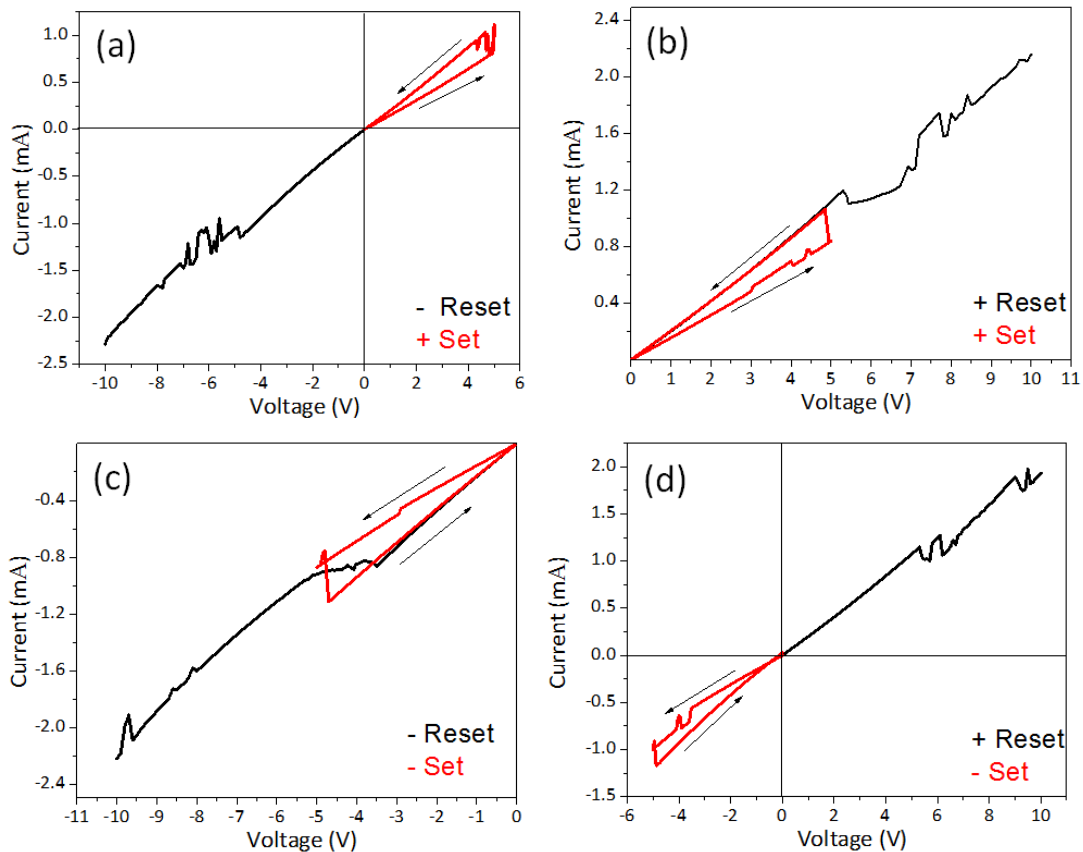 (a)
1.0
0.5
0.0
-0.5
-1.0
-1.5
-2.0
-2.5
Current (mA)
-10 -8 -6 -4 -2 0 2 4 6
Voltage (V)
- Reset
+ Set
(b)
2.4
2.0
1.6
1.2
0.8
0.4
Current (mA)
0 1 2 3 4 5 6 7 8 9 10 11
Voltage (V)
+ Reset
+ Set
(c)
-0.4
-0.8
-1.2
-1.6
-2.0
-2.4
Current (mA)
-11 -10 -9 -8 -7 -6 -5 -4 -3 -2 -1 0
Voltage (V)
- Reset
- Set
(d)
2.0
1.5
1.0
0.5
0.0
-0.5
-1.0
-1.5
Current (mA)
-6 -4 -2 0 2 4 6 8 10
Voltage (V)
+ Reset
- Set